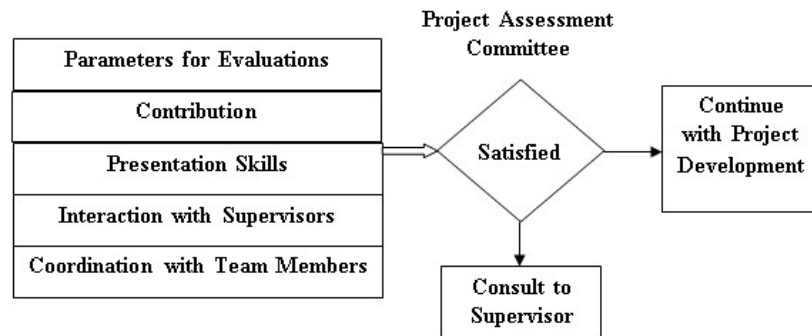 Project Assessment
Committee
Parameters for Evaluations
Contribution
Presentation Skills
Interaction with Supervisors
Coordination with Team Members
Satisfied
Continue
with Project
Development
Consult to
Supervisor